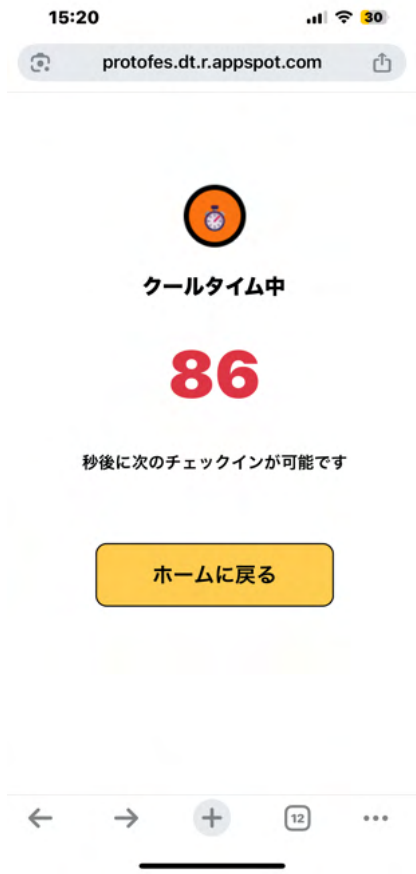 15:20
30
protofes.dt.r.appspot.com
クールタイム中
86
秒後に次のチェックインが可能です
ホームに戻る
12